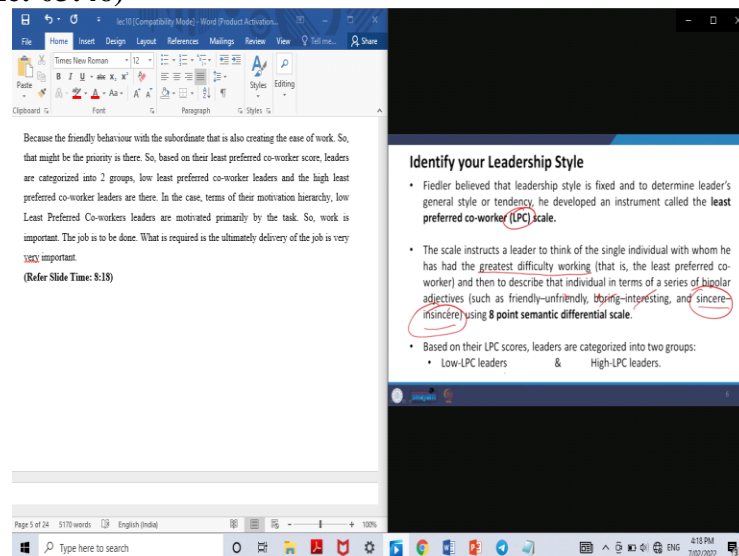 lec10 [Compatibility Mode] - Word (Product Activation...
File Home Insert Design Layout References Mailings Review View Tell me... Share
Times New Roman 12
Paste
Styles Editing
Clipboard Font Paragraph Styles
Because the friendly behaviour with the subordinate that is also creating the ease of work. So,
that might be the priority is there. So, based on their least preferred co-worker score, leaders
are categorized into 2 groups, low least preferred co-worker leaders and the high least
preferred co-worker leaders are there. In the case, terms of their motivation hierarchy, low
Least Preferred Co-workers leaders are motivated primarily by the task. So, work is
important. The job is to be done. What is required is the ultimately delivery of the job is very
very important.
(Refer Slide Time: 8:18)
Identify your Leadership Style
• Fiedler believed that leadership style is fixed and to determine leader's
general style or tendency, he developed an instrument called the least
preferred co-worker (LPC) scale.
• The scale instructs a leader to think of the single individual with whom he
has had the greatest difficulty working (that is, the least preferred co-
worker) and then to describe that individual in terms of a series of bipolar
adjectives (such as friendly–unfriendly, boring–interesting, and sincere–
insincere) using 8 point semantic differential scale.
• Based on their LPC scores, leaders are categorized into two groups:
• Low-LPC leaders & High-LPC leaders.
6
Page 5 of 24 5170 words English (India) 100%
Type here to search
ENG
4:18 PM
7/02/2022